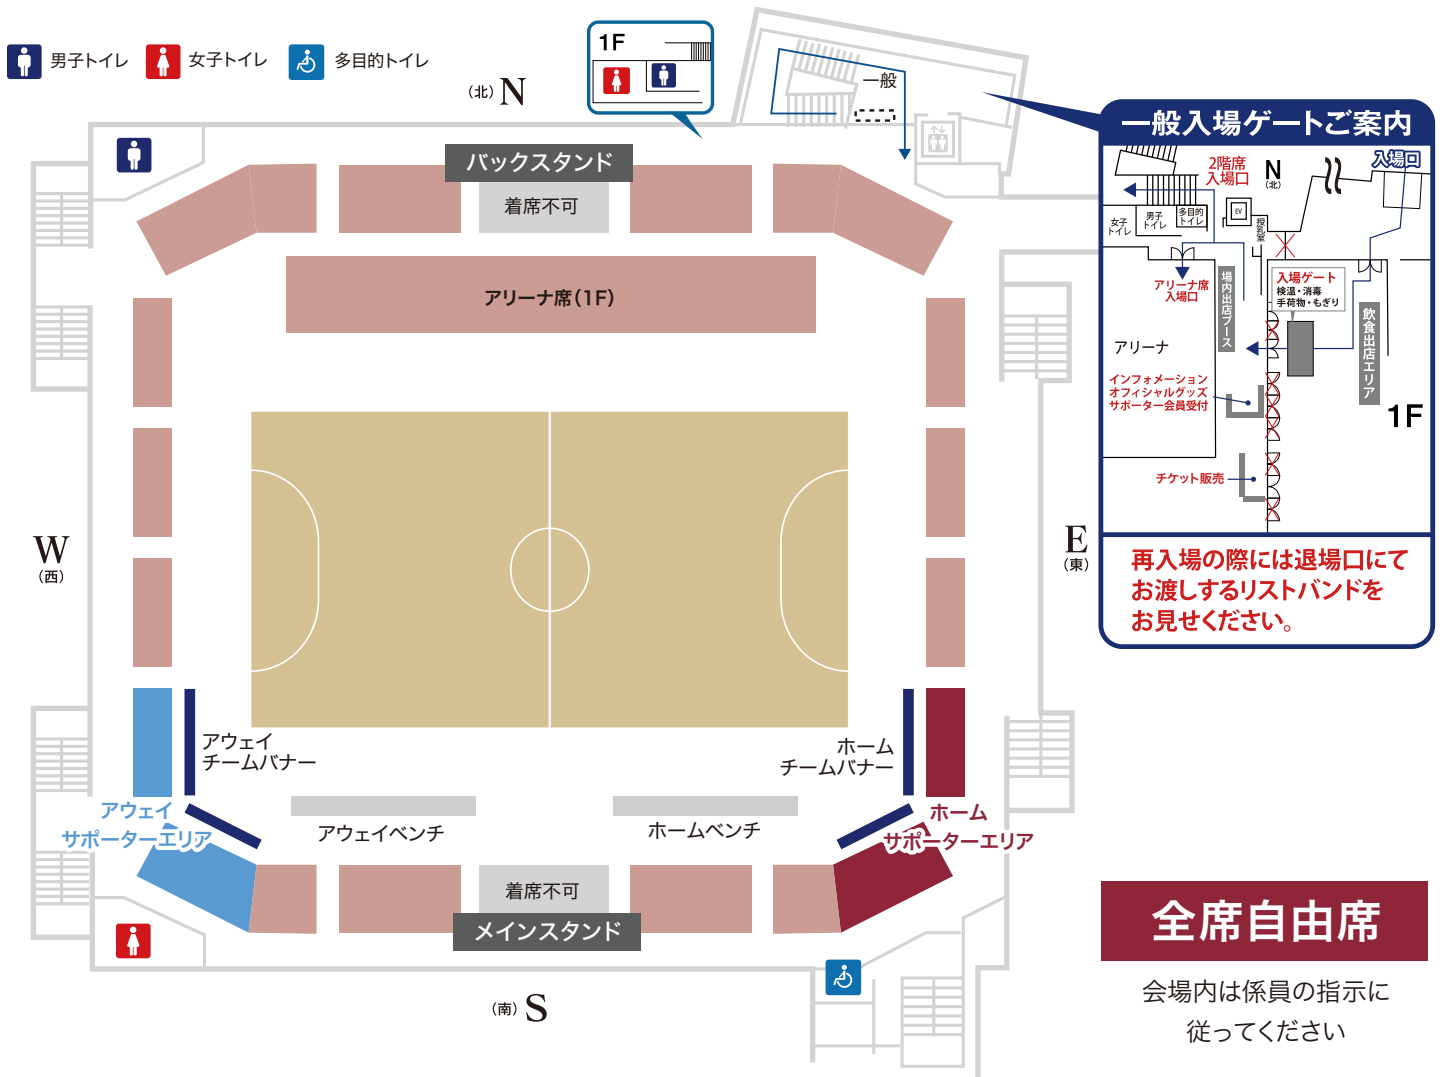 男子トイレ
女子トイレ
多目的トイレ
(北) N
1F
一般
バックスタンド
着席不可
アリーナ席(1F)
W
(西)
E
(東)
アウェイ
チームバナー
ホーム
チームバナー
アウェイ
サポーターエリア
アウェイベンチ
ホームベンチ
ホーム
サポーターエリア
着席不可
メインスタンド
(南) S
一般入場ゲートご案内
2階席
入場口
N
(北)
入場口
女子
トイレ
男子
トイレ
多目的
トイレ
EV
授乳室
アリーナ席
入場口
場内出店ブース
入場ゲート
検温・消毒
手荷物・もぎり
飲食出店エリア
アリーナ
インフォメーション
オフィシャルグッズ
サポーター会員受付
1F
チケット販売
再入場の際には退場口にて
お渡しするリストバンドを
お見せください。
全席自由席
会場内は係員の指示に
従ってください